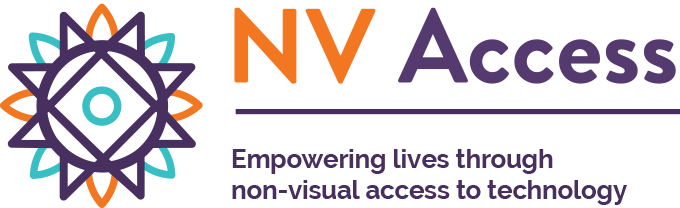 NV Access
Empowering lives through
non-visual access to technology